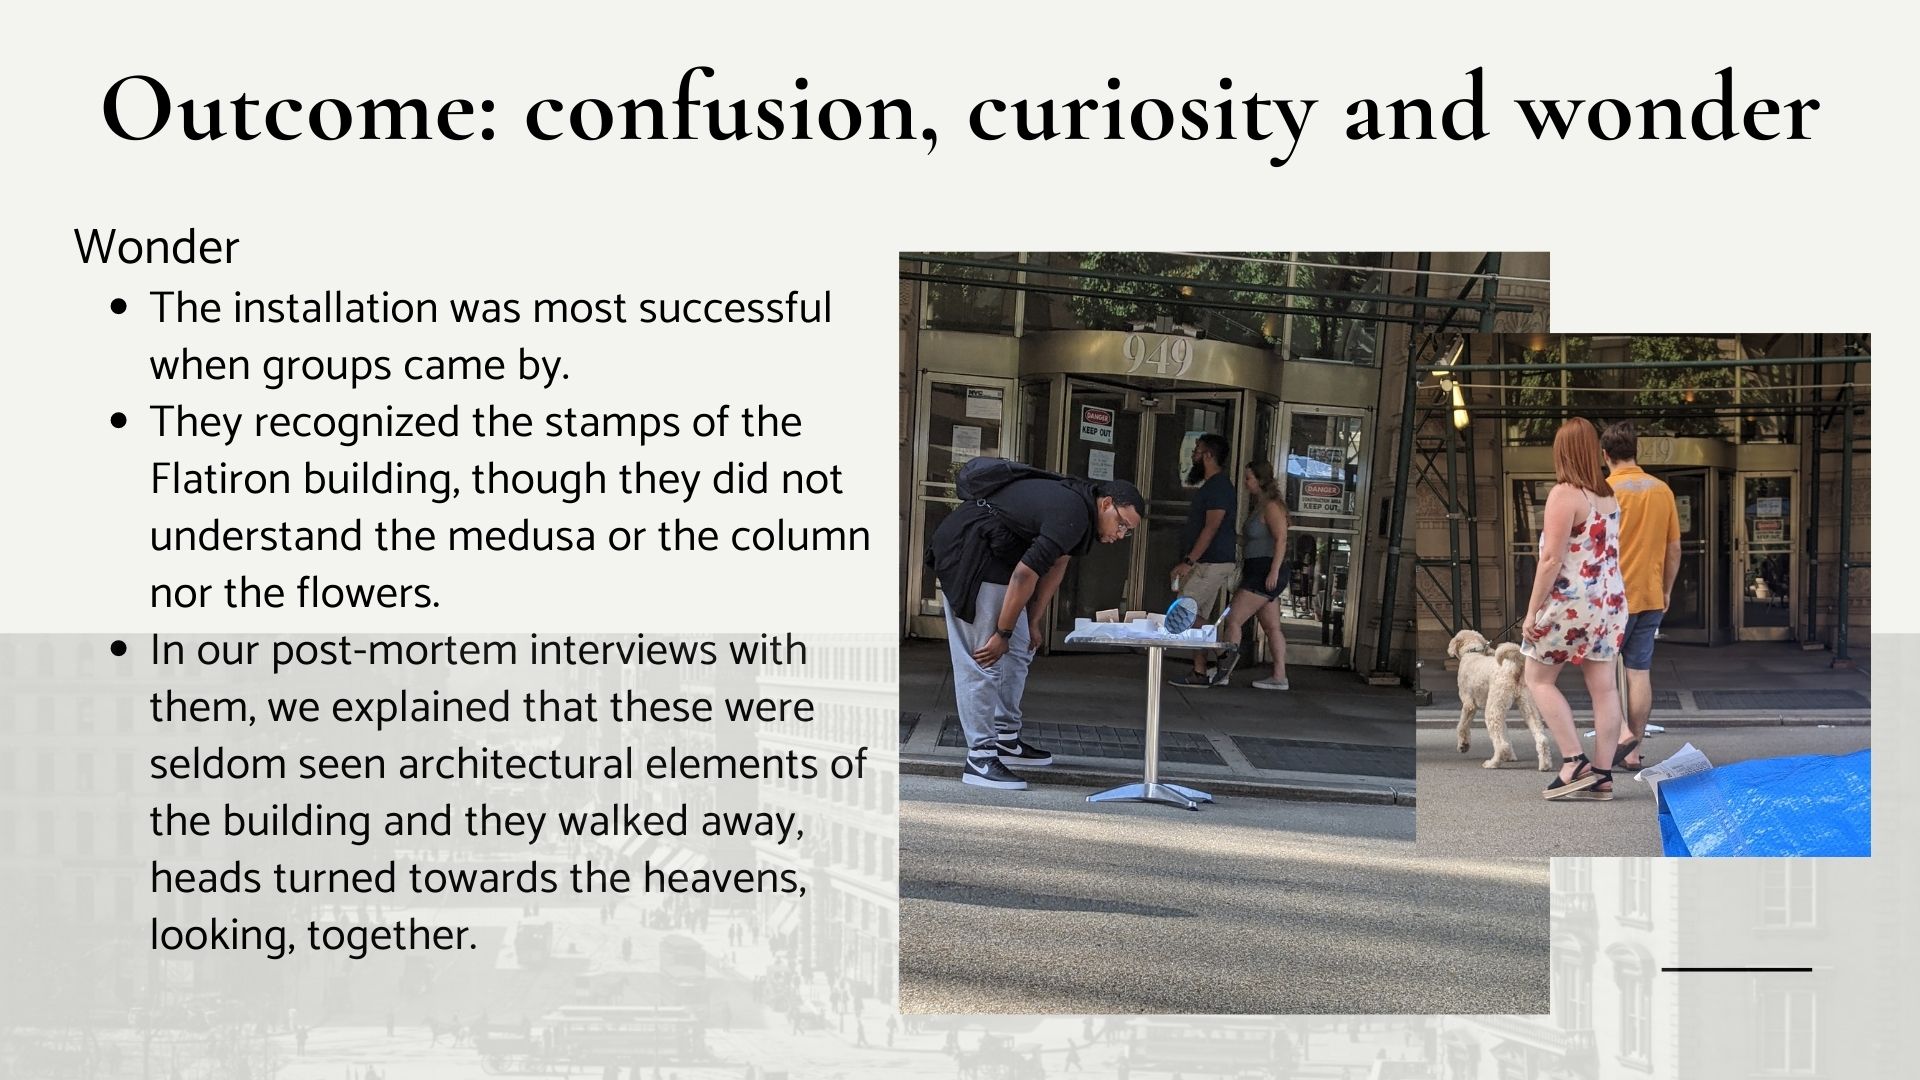 Outcome: confusion, curiosity and wonder
Wonder
• The installation was most successful
when groups came by.
• They recognized the stamps of the
Flatiron building, though they did not
understand the medusa or the column
nor the flowers.
• In our post-mortem interviews with
them, we explained that these were
seldom seen architectural elements of
the building and they walked away,
heads turned towards the heavens,
looking, together.
949
NYC
DANGER
KEEP OUT
DANGER
CONSTRUCTION AREA
KEEP OUT
949
DANGER
KEEP OUT